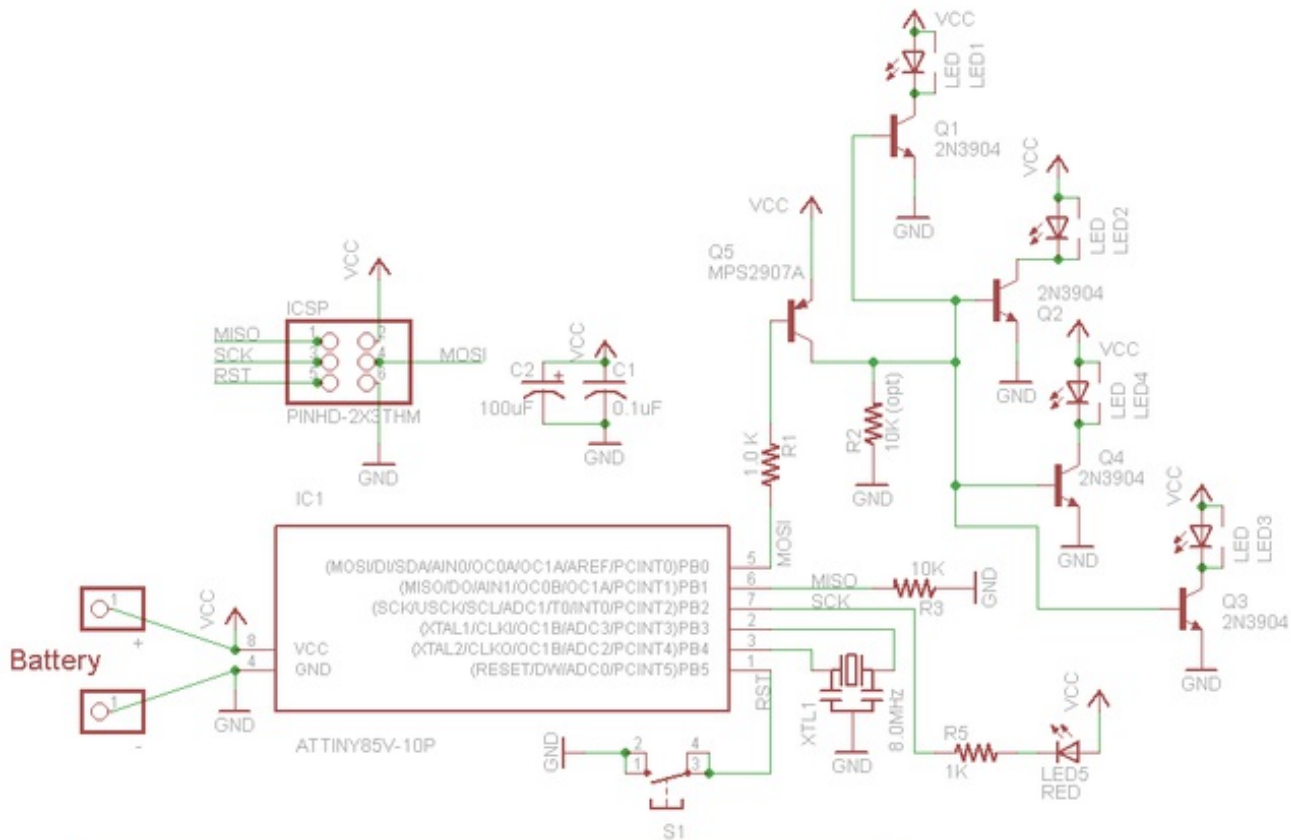 VCC
LED
LED1
Q1
2N3904
GND
VCC
LED
LED2
2N3904
Q2
GND
VCC
Q5
MPS2907A
VCC
ICSP
MISO
SCK
RST
1
2
3
4
5
6
MOSI
PINHD-2X3THM
GND
VCC
C2
100uF
+
C1
0.1uF
GND
1.0 K
R1
R2
10K (opt)
GND
VCC
LED
LED4
Q4
2N3904
GND
VCC
LED
LED3
Q3
2N3904
GND
IC1
MOSI
(MOSI/DI/SDA/AIN0/OC0A/OC1A/AREF/PCINT0)PB0 5
(MISO/DO/AIN1/OC0B/OC1A/PCINT1)PB1 6 MISO
(SCK/USCK/SCL/ADC1/T0/INT0/PCINT2)PB2 7 SCK
(XTAL1/CLKI/OC1B/ADC3/PCINT3)PB3 2
(XTAL2/CLKO/OC1B/ADC2/PCINT4)PB4 3
(RESET/DW/ADC0/PCINT5)PB5 1
RST
10K
R3
GND
VCC
8 VCC
4 GND
1
+
Battery
1
-
GND
ATTINY85V-10P
XTL1
8.0MHz
GND
R5
1K
LED5
RED
VCC
GND
2
1
4
3
S1